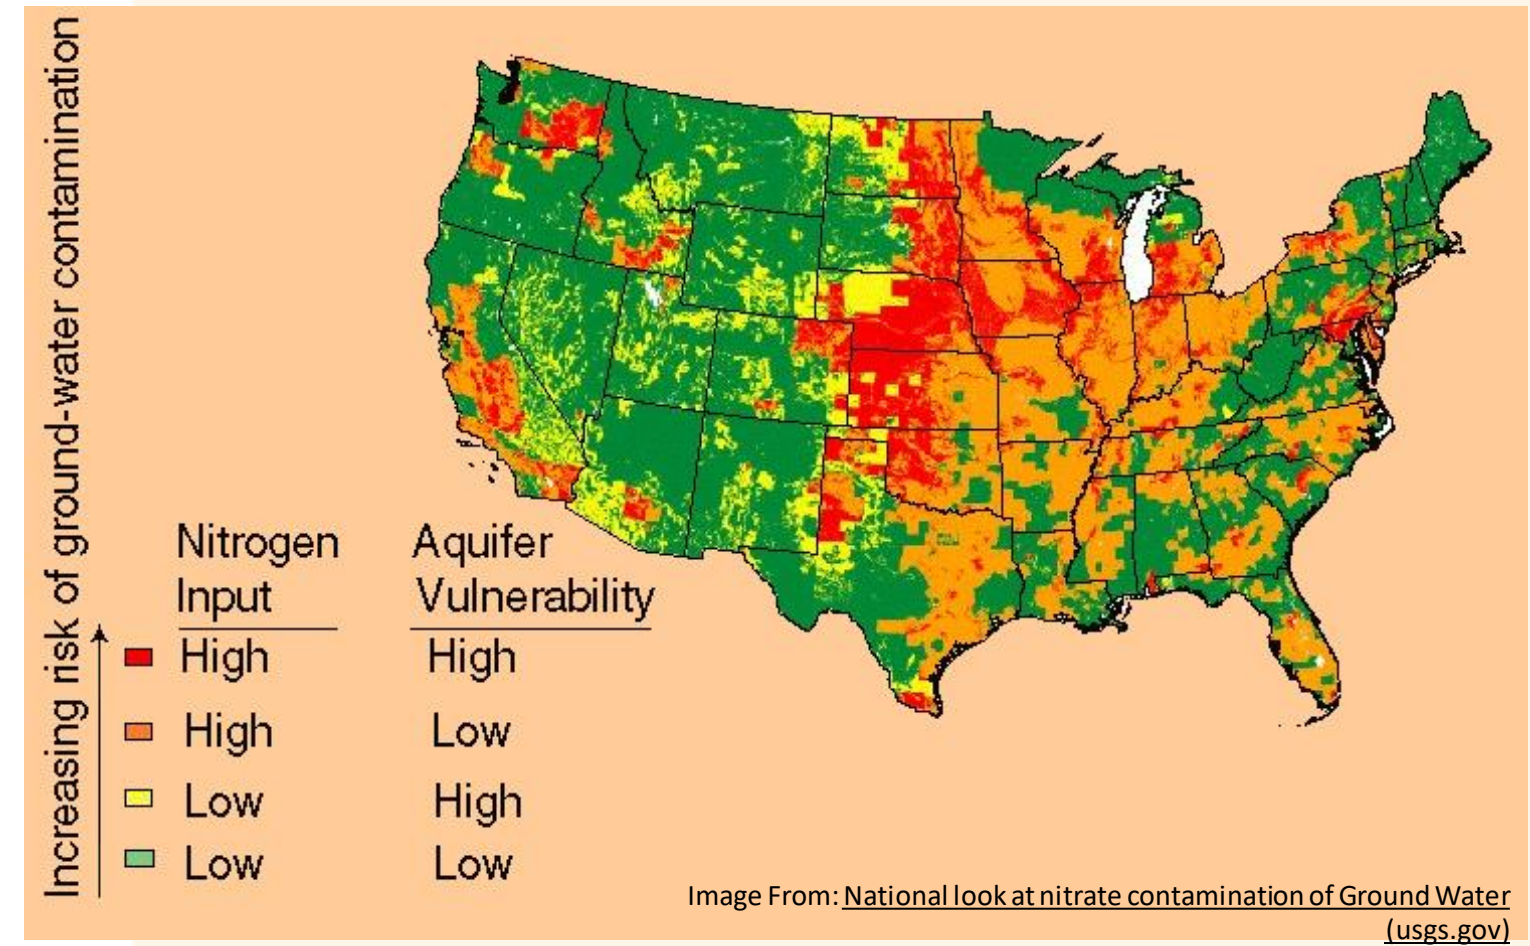 Increasing risk of ground-water contamination
Nitrogen Aquifer
Input Vulnerability
High High
High Low
Low High
Low Low
Image From: National look at nitrate contamination of Ground Water
(usgs.gov)